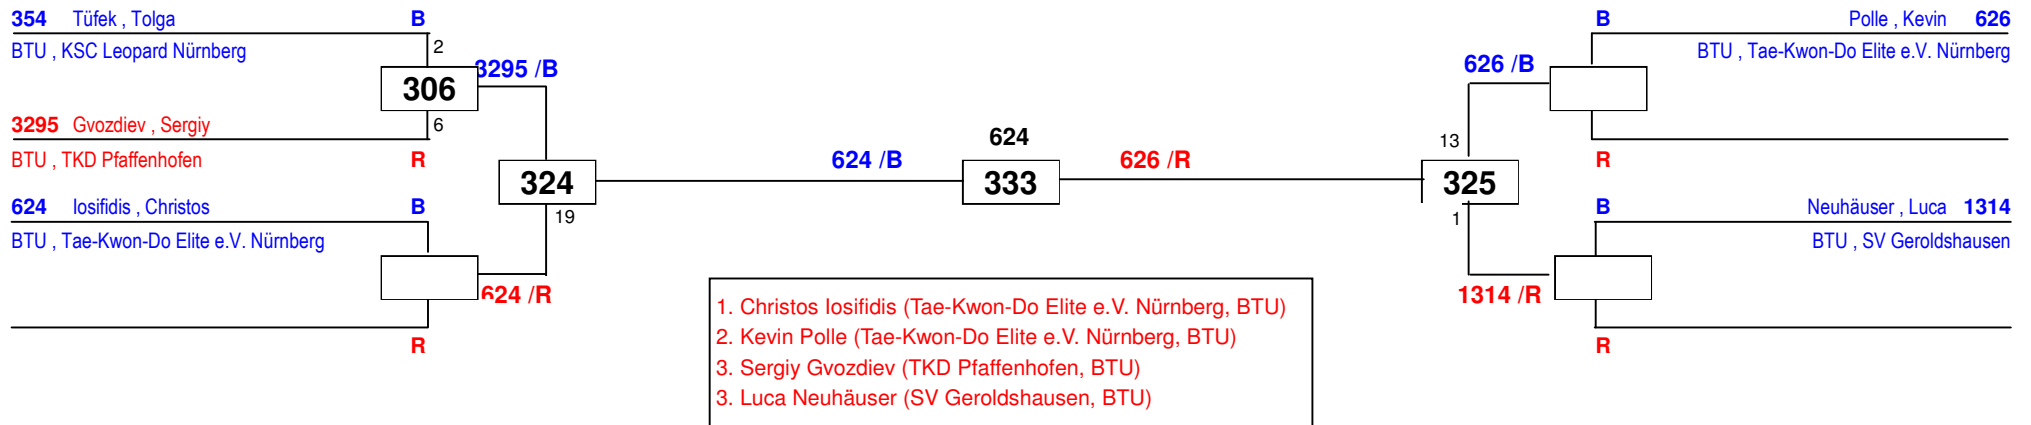 354 Tüfek , Tolga B
BTU , KSC Leopard Nürnberg
2
3295 /B
306
3295 Gvozdiev , Sergiy
6
BTU , TKD Pfaffenhofen R
324
19
624 Iosifidis , Christos B
BTU , Tae-Kwon-Do Elite e.V. Nürnberg
624 /R
R
624 /B
624
333
626 /R
B Polle , Kevin 626
BTU , Tae-Kwon-Do Elite e.V. Nürnberg
626 /B
R
13
325
1
B Neuhäuser , Luca 1314
BTU , SV Geroldshausen
1314 /R
R
1. Christos Iosifidis (Tae-Kwon-Do Elite e.V. Nürnberg, BTU)
2. Kevin Polle (Tae-Kwon-Do Elite e.V. Nürnberg, BTU)
3. Sergiy Gvozdiev (TKD Pfaffenhofen, BTU)
3. Luca Neuhäuser (SV Geroldshausen, BTU)